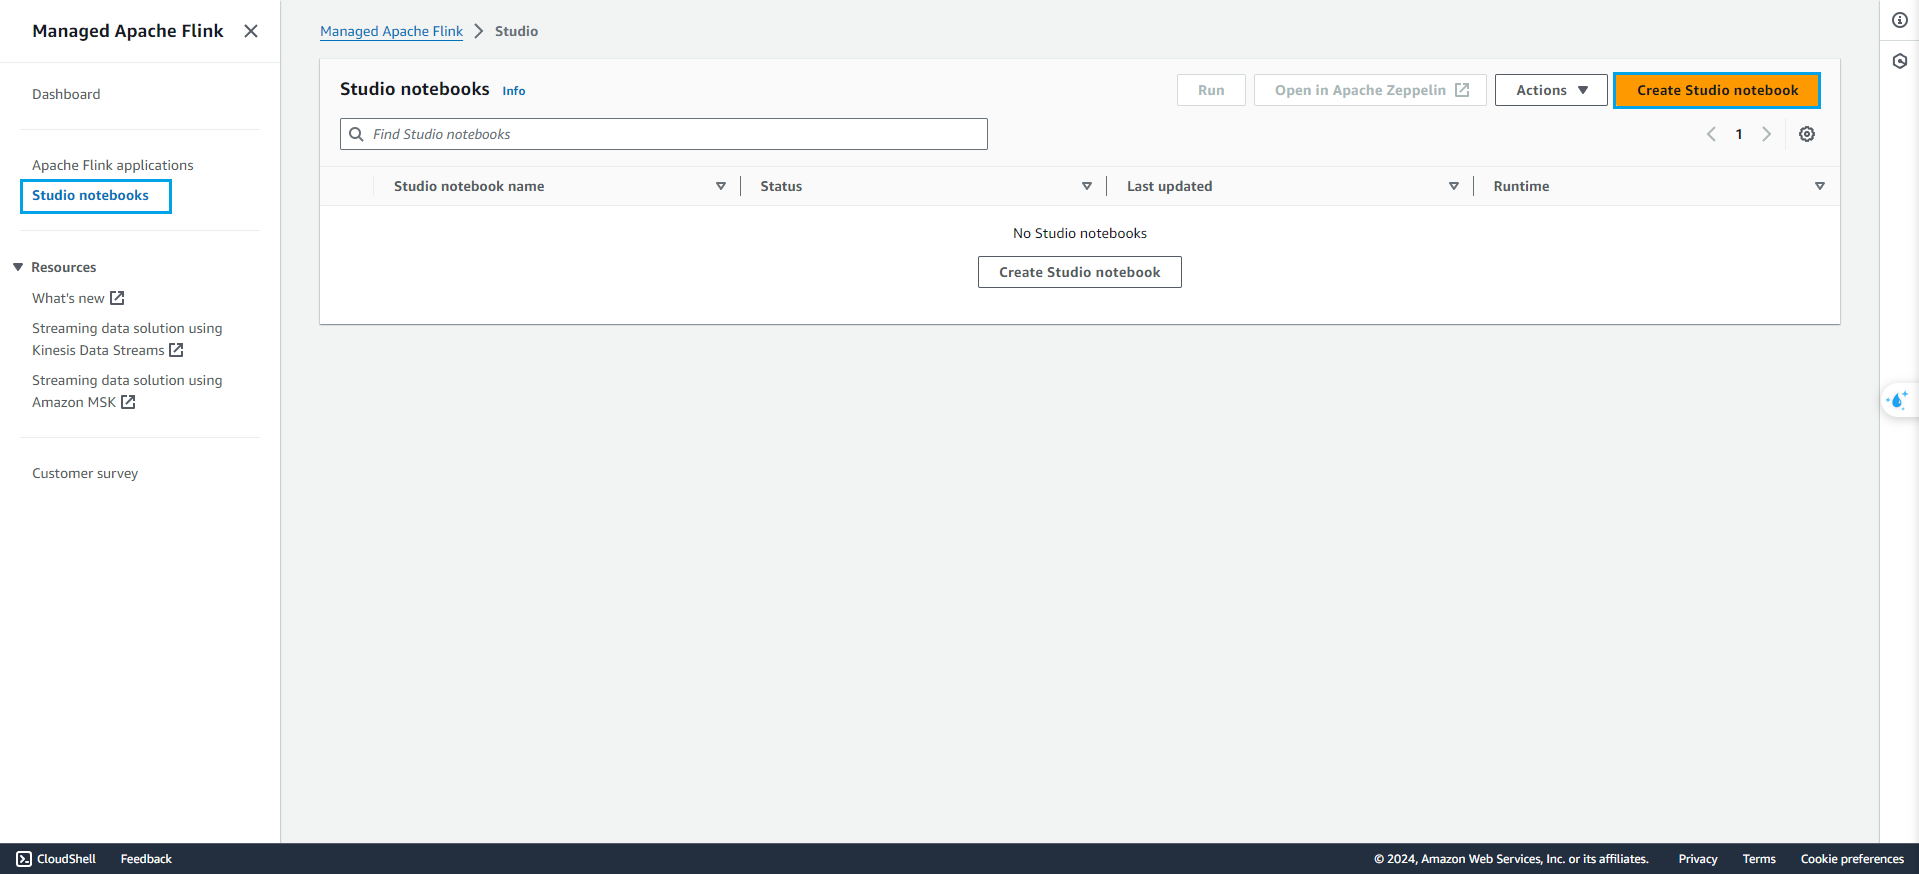 Managed Apache Flink
Dashboard
Apache Flink applications
Studio notebooks
Resources
What's new
Streaming data solution using
Kinesis Data Streams
Streaming data solution using
Amazon MSK
Customer survey
Managed Apache Flink > Studio
Studio notebooks Info
Run
Open in Apache Zeppelin
Actions
Create Studio notebook
Find Studio notebooks
1
Studio notebook name
Status
Last updated
Runtime
No Studio notebooks
Create Studio notebook
CloudShell
Feedback
© 2024, Amazon Web Services, Inc. or its affiliates.
Privacy
Terms
Cookie preferences